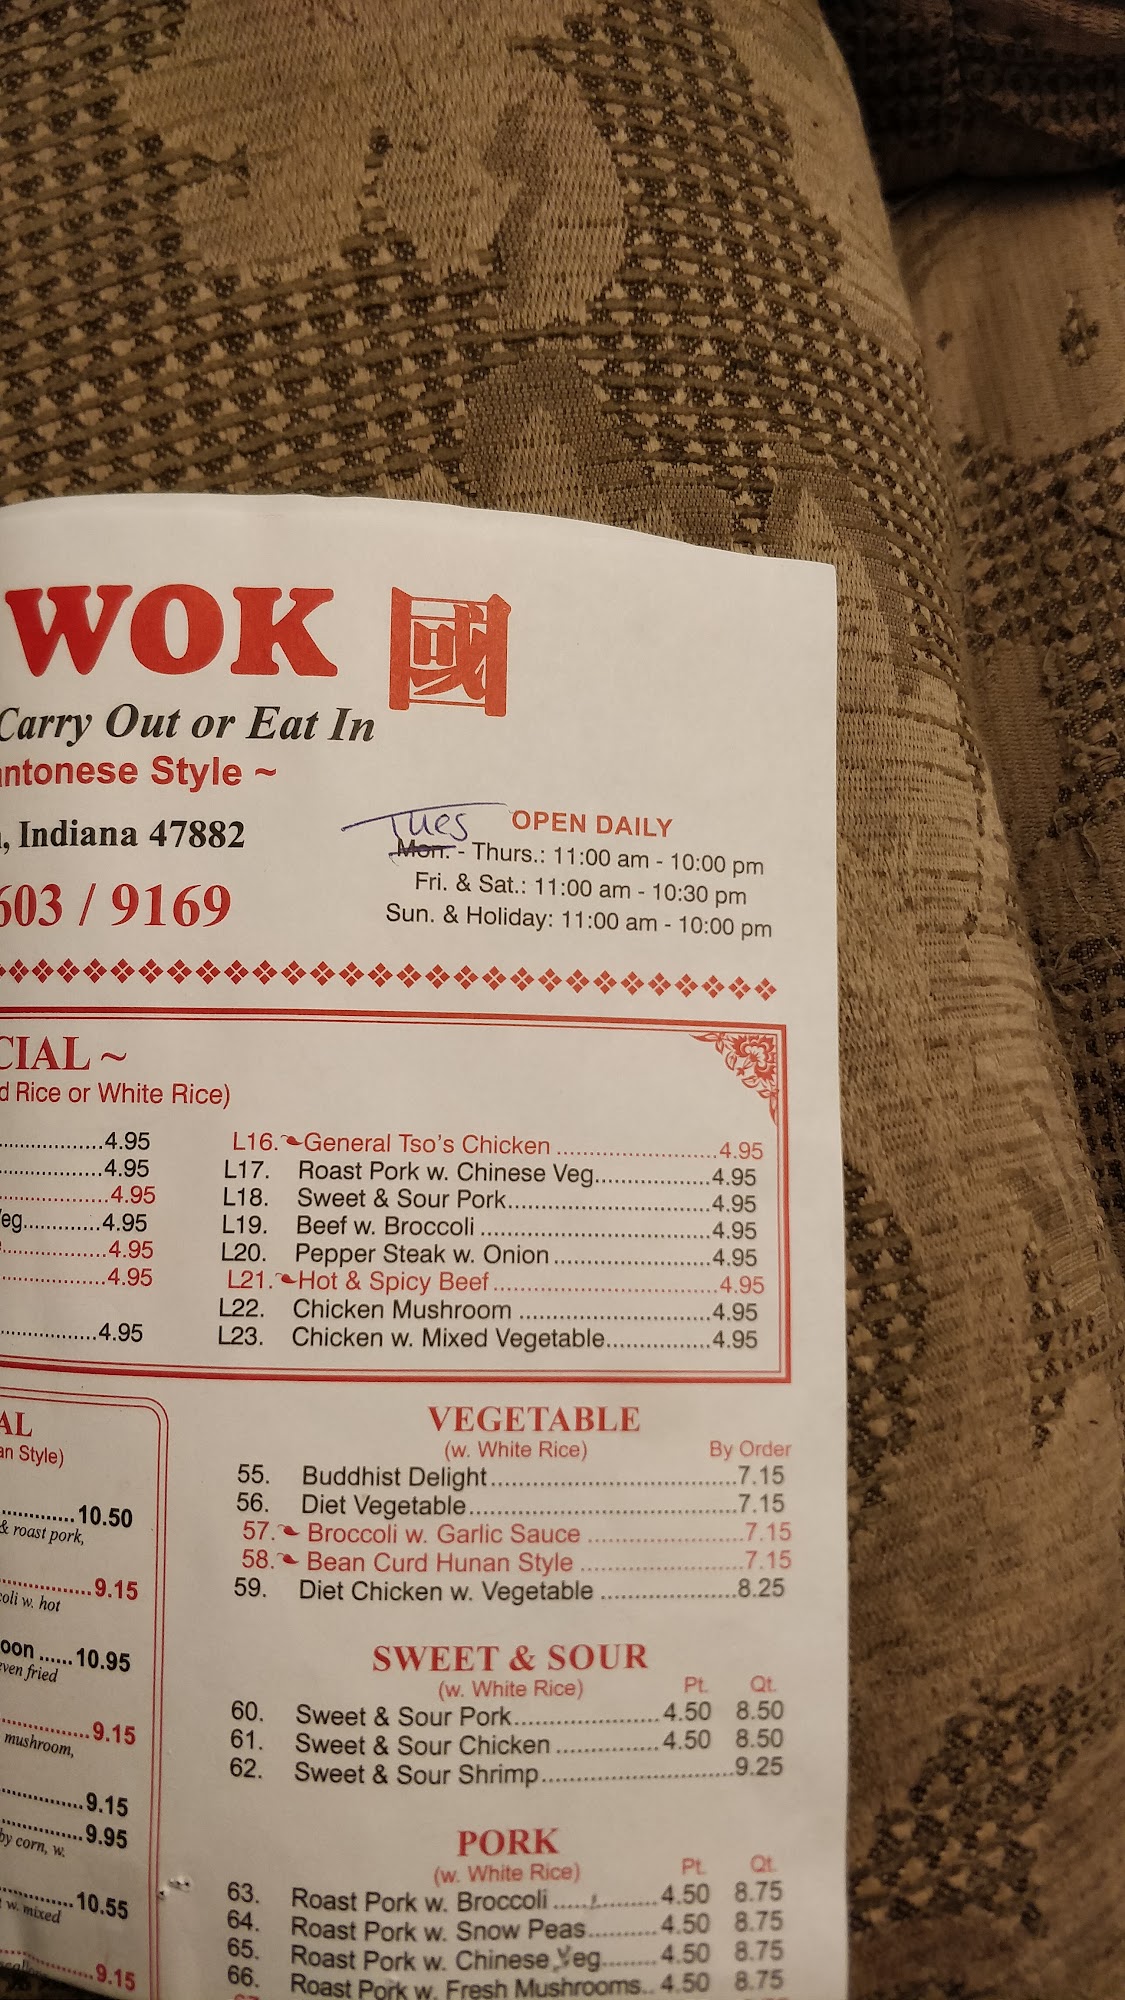 WOK 國
Carry Out or Eat In
ntonese Style ~
, Indiana 47882
603 / 9169
OPEN DAILY
Tues
Mon. - Thurs.: 11:00 am - 10:00 pm
Fri. & Sat.: 11:00 am - 10:30 pm
Sun. & Holiday: 11:00 am - 10:00 pm
CIAL ~
d Rice or White Rice)
4.95
4.95
4.95
eg.............4.95
4.95
4.95
4.95
L16. General Tso's Chicken ........................4.95
L17. Roast Pork w. Chinese Veg.................4.95
L18. Sweet & Sour Pork..............................4.95
L19. Beef w. Broccoli ..................................4.95
L20. Pepper Steak w. Onion .......................4.95
L21. Hot & Spicy Beef .................................4.95
L22. Chicken Mushroom ............................4.95
L23. Chicken w. Mixed Vegetable................4.95
AL
an Style)
10.50
& roast pork,
9.15
oli w. hot
oon ......10.95
ven fried
9.15
mushroom,
9.15
9.95
by corn, w.
10.55
w. mixed
9.15
VEGETABLE
(w. White Rice) By Order
55. Buddhist Delight ....................................7.15
56. Diet Vegetable.......................................7.15
57. Broccoli w. Garlic Sauce .......................7.15
58. Bean Curd Hunan Style ........................7.15
59. Diet Chicken w. Vegetable ....................8.25
SWEET & SOUR
(w. White Rice) Pt. Qt.
60. Sweet & Sour Pork.....................4.50 8.50
61. Sweet & Sour Chicken ...............4.50 8.50
62. Sweet & Sour Shrimp............................9.25
PORK
(w. White Rice) Pt. Qt.
63. Roast Pork w. Broccoli ...............4.50 8.75
64. Roast Pork w. Snow Peas..........4.50 8.75
65. Roast Pork w. Chinese Veg........4.50 8.75
66. Roast Pork w. Fresh Mushrooms..4.50 8.75